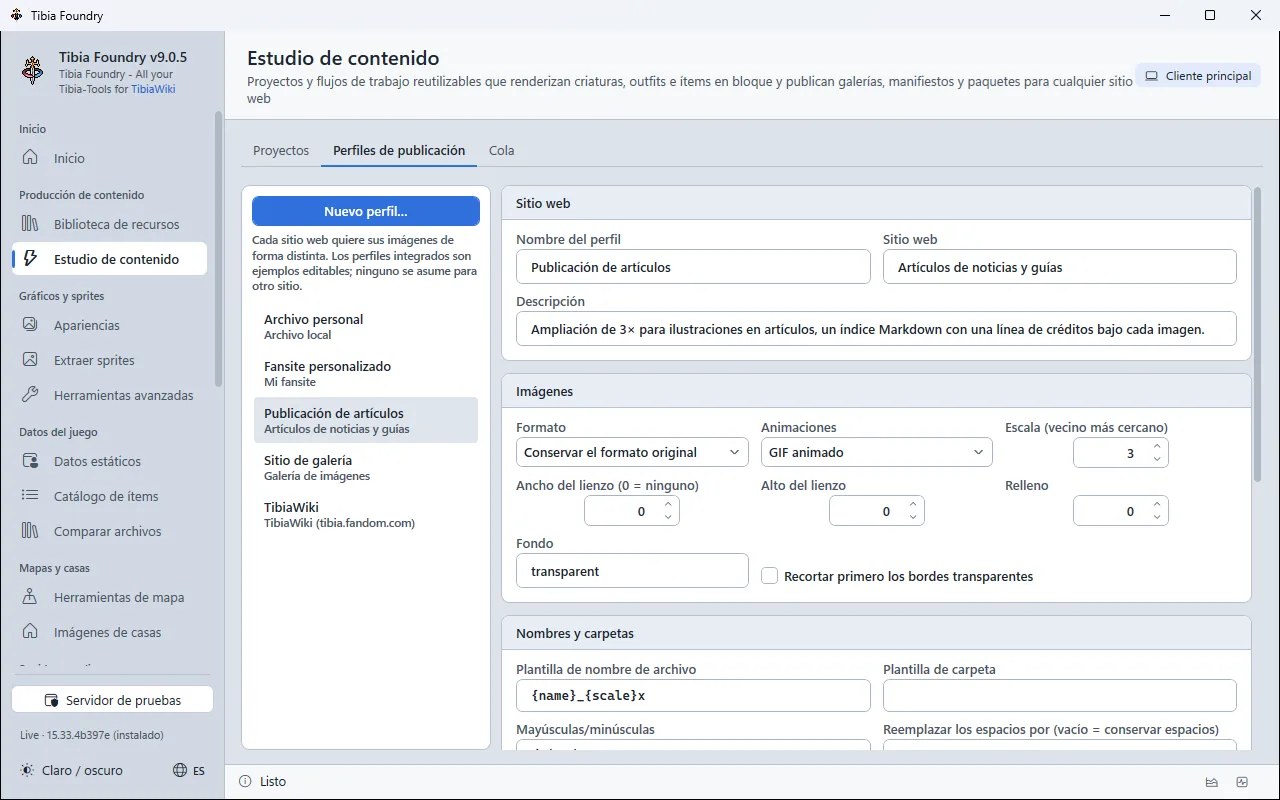 Tibia Foundry
Tibia Foundry v9.0.5
Tibia Foundry - All your
Tibia-Tools for TibiaWiki
Inicio
Inicio
Producción de contenido
Biblioteca de recursos
Estudio de contenido
Gráficos y sprites
Apariencias
Extraer sprites
Herramientas avanzadas
Datos del juego
Datos estáticos
Catálogo de ítems
Comparar archivos
Mapas y casas
Herramientas de mapa
Imágenes de casas
Servidor de pruebas
Live · 15.33.4b397e (instalado)
Claro / oscuro
ES
Estudio de contenido
Proyectos y flujos de trabajo reutilizables que renderizan criaturas, outfits e ítems en bloque y publican galerías, manifiestos y paquetes para cualquier sitio
web
Cliente principal
Proyectos
Perfiles de publicación
Cola
Nuevo perfil...
Cada sitio web quiere sus imágenes de
forma distinta. Los perfiles integrados son
ejemplos editables; ninguno se asume para
otro sitio.
Archivo personal
Archivo local
Fansite personalizado
Mi fansite
Publicación de artículos
Artículos de noticias y guías
Sitio de galería
Galería de imágenes
TibiaWiki
TibiaWiki (tibia.fandom.com)
Sitio web
Nombre del perfil
Sitio web
Publicación de artículos
Artículos de noticias y guías
Descripción
Ampliación de 3× para ilustraciones en artículos, un índice Markdown con una línea de créditos bajo cada imagen.
Imágenes
Formato
Animaciones
Escala (vecino más cercano)
Conservar el formato original
GIF animado
3
Ancho del lienzo (0 = ninguno)
Alto del lienzo
Relleno
0
0
0
Fondo
transparent
Recortar primero los bordes transparentes
Nombres y carpetas
Plantilla de nombre de archivo
Plantilla de carpeta
{name}_{scale}x
Mayúsculas/minúsculas
Reemplazar los espacios por (vacío = conservar espacios)
Listo